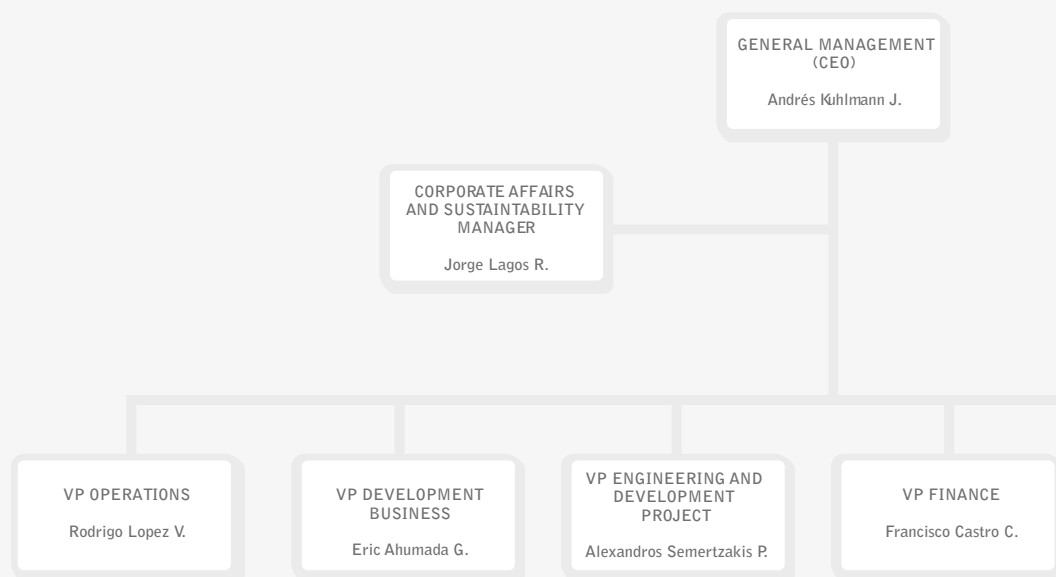 GENERAL MANAGEMENT
(CEO)
Andrés Kuhlmann J.
CORPORATE AFFAIRS
AND SUSTAINTABILITY
MANAGER
Jorge Lagos R.
VP OPERATIONS
Rodrigo Lopez V.
VP DEVELOPMENT
BUSINESS
Eric Ahumada G.
VP ENGINEERING AND
DEVELOPMENT
PROJECT
Alexandros Semertzakis P.
VP FINANCE
Francisco Castro C.